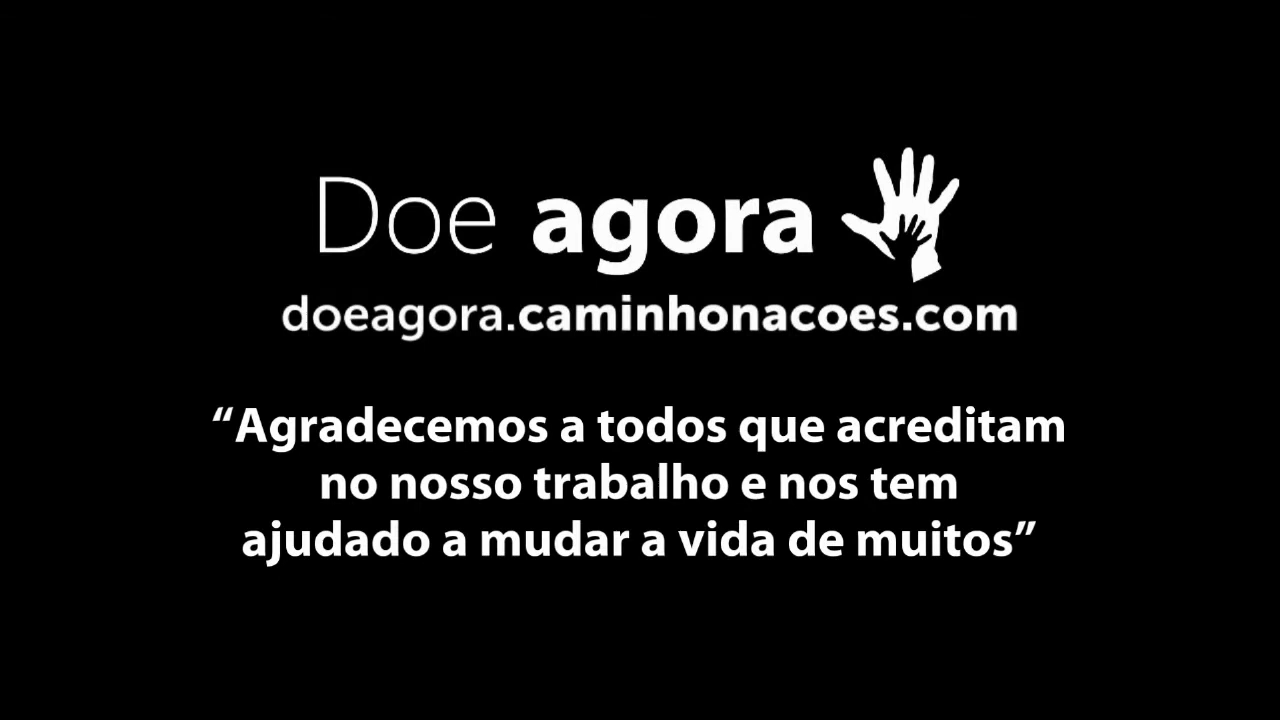 Doe agora
doeagora.caminhonacoes.com
“Agradecemos a todos que acreditam
no nosso trabalho e nos tem
ajudado a mudar a vida de muitos”